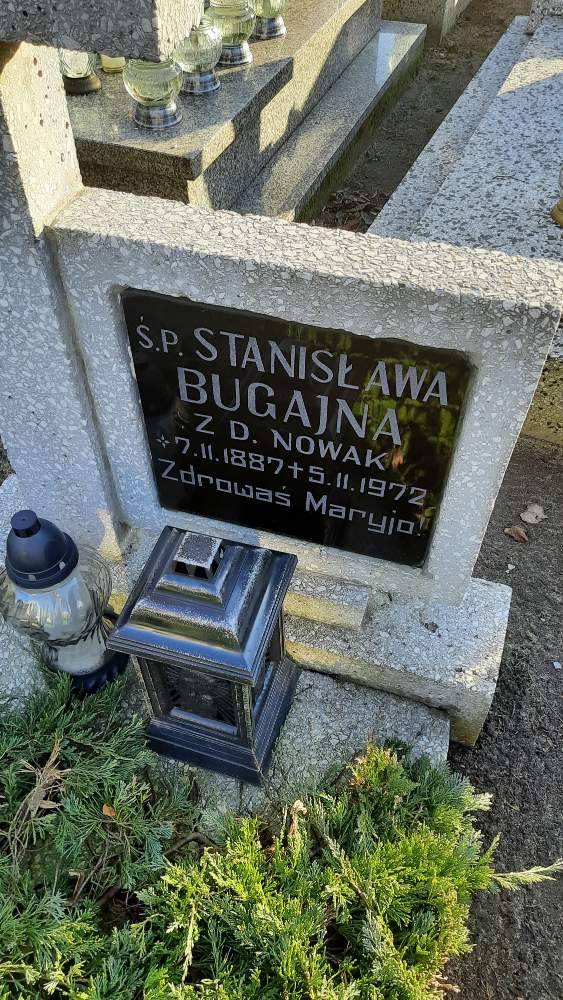 Ś.P. STANISŁAWA
BUGAJNA
Z D. NOWAK
*7.11.1887+5.11.1972
Zdrowaś Maryjo!